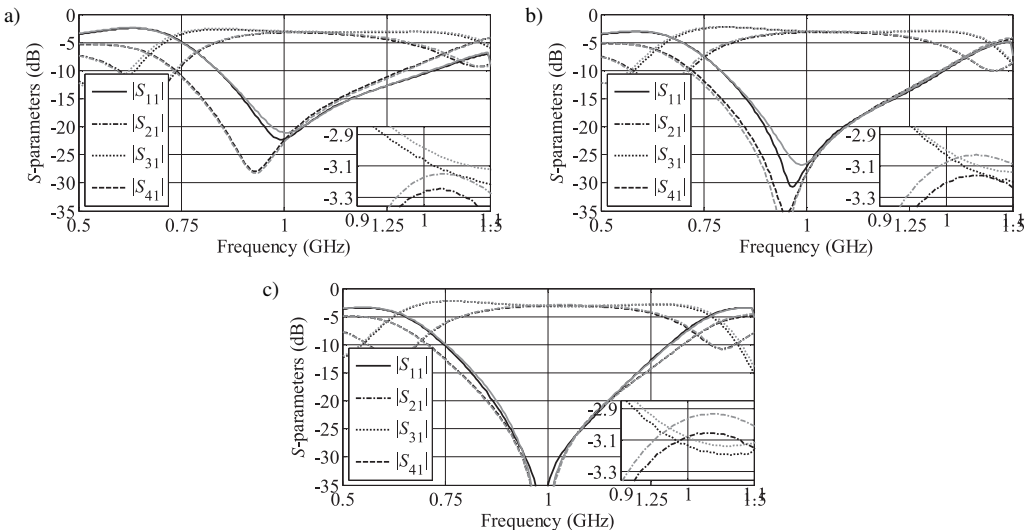 a)
S-parameters (dB)
0
-5
-10
-15
-20
-25
-30
-35
|S11|
|S21|
|S31|
|S41|
-2.9
-3.1
-3.3
0.9
1
1.1
0.5
0.75
1
1.25
1.5
Frequency (GHz)
b)
S-parameters (dB)
0
-5
-10
-15
-20
-25
-30
-35
|S11|
|S21|
|S31|
|S41|
-2.9
-3.1
-3.3
0.9
1
1.1
0.5
0.75
1
1.25
1.5
Frequency (GHz)
c)
S-parameters (dB)
0
-5
-10
-15
-20
-25
-30
-35
|S11|
|S21|
|S31|
|S41|
-2.9
-3.1
-3.3
0.9
1
1.1
0.5
0.75
1
1.25
1.5
Frequency (GHz)